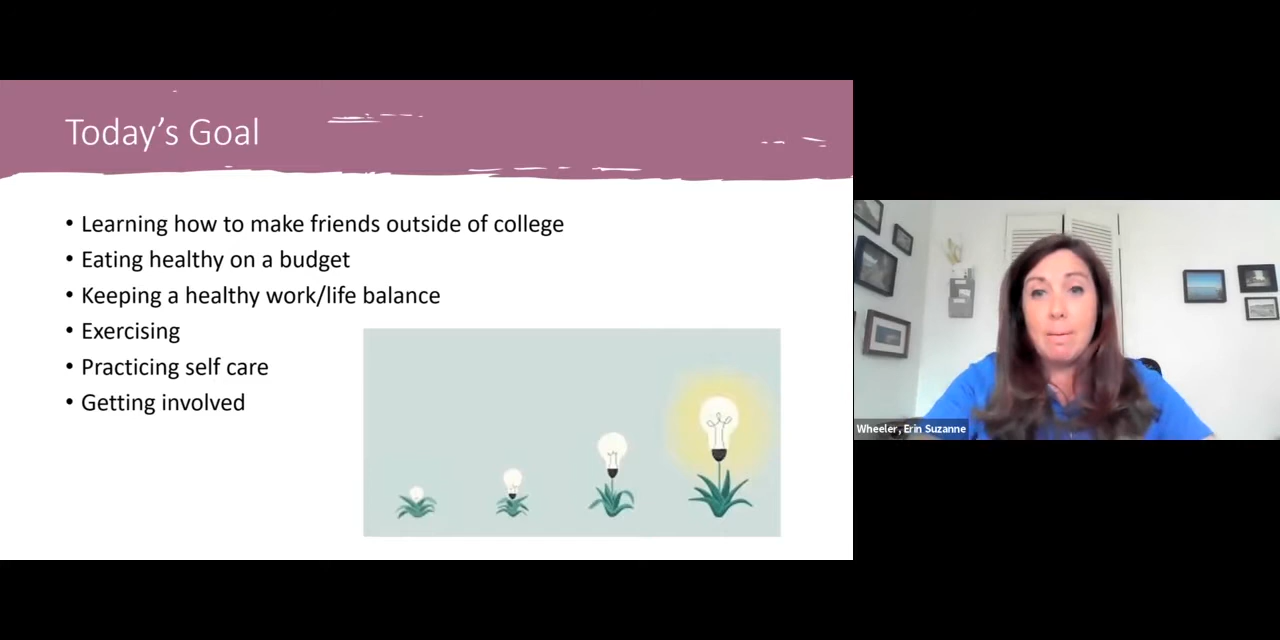 Today’s Goal
• Learning how to make friends outside of college
• Eating healthy on a budget
• Keeping a healthy work/life balance
• Exercising
• Practicing self care
• Getting involved
Wheeler, Erin Suzanne